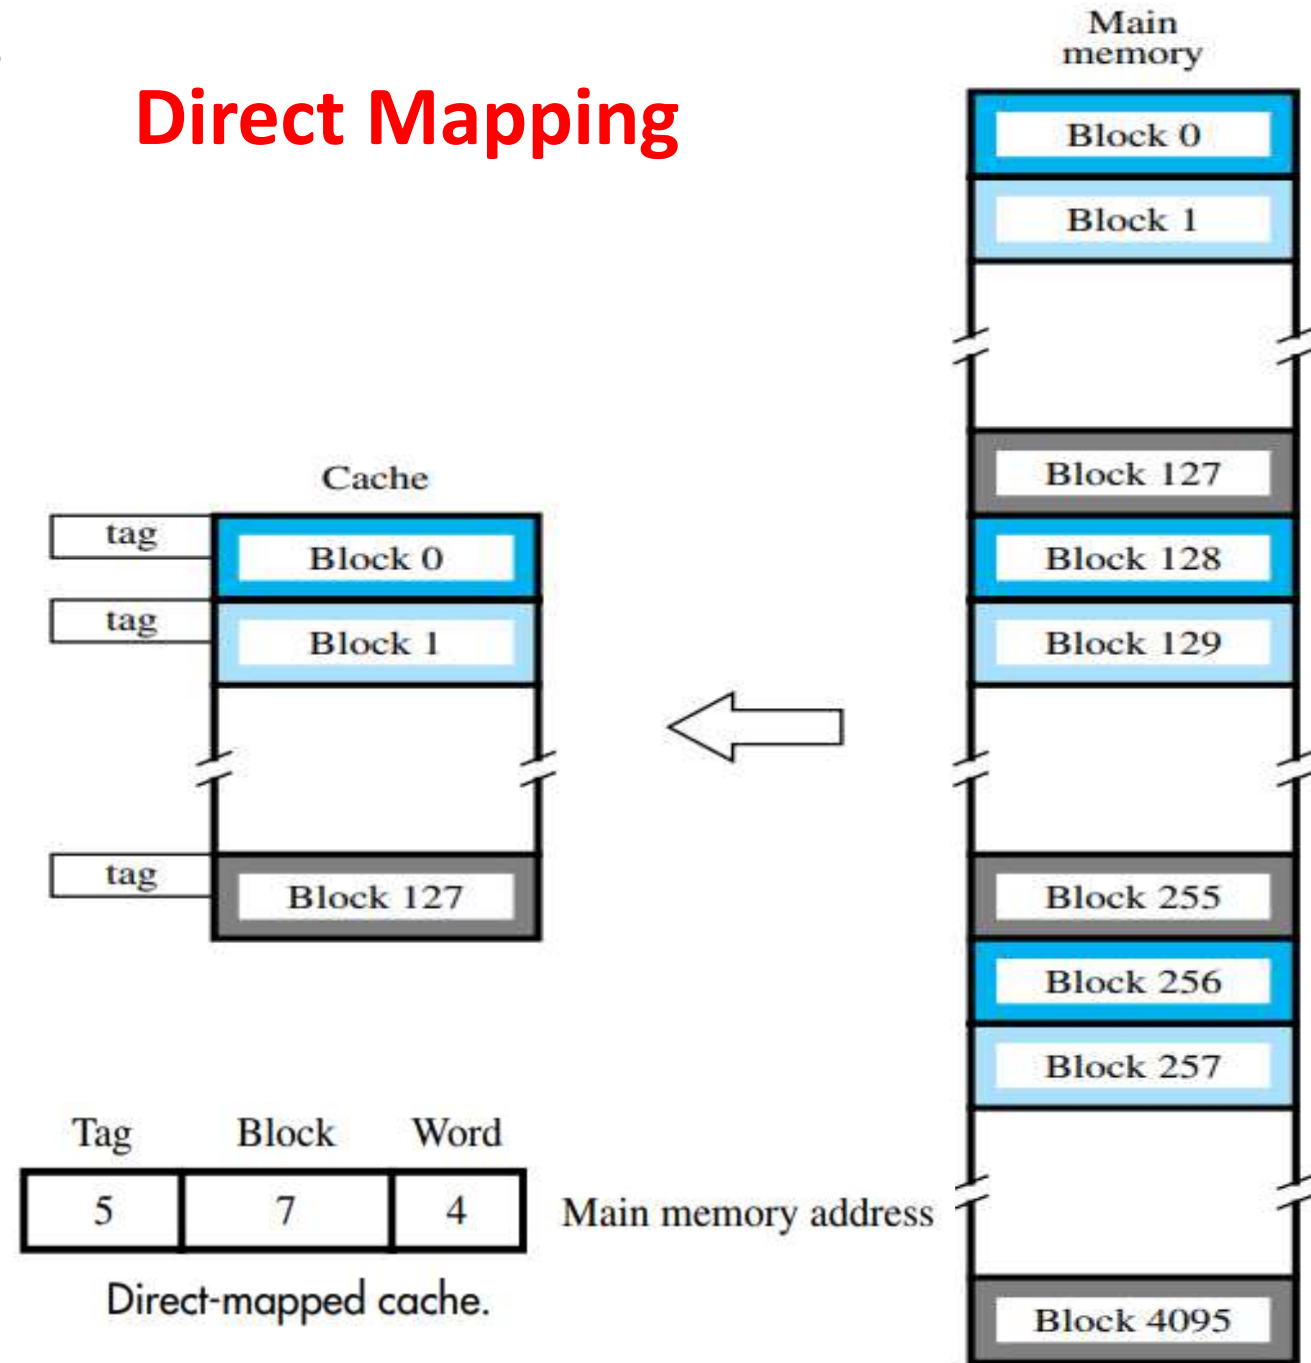 Direct Mapping
Main
memory
Block 0
Block 1
Block 127
Block 128
Block 129
Block 255
Block 256
Block 257
Block 4095
Cache
tag
Block 0
tag
Block 1
tag
Block 127
Tag Block Word
5 7 4 Main memory address
Direct-mapped cache.